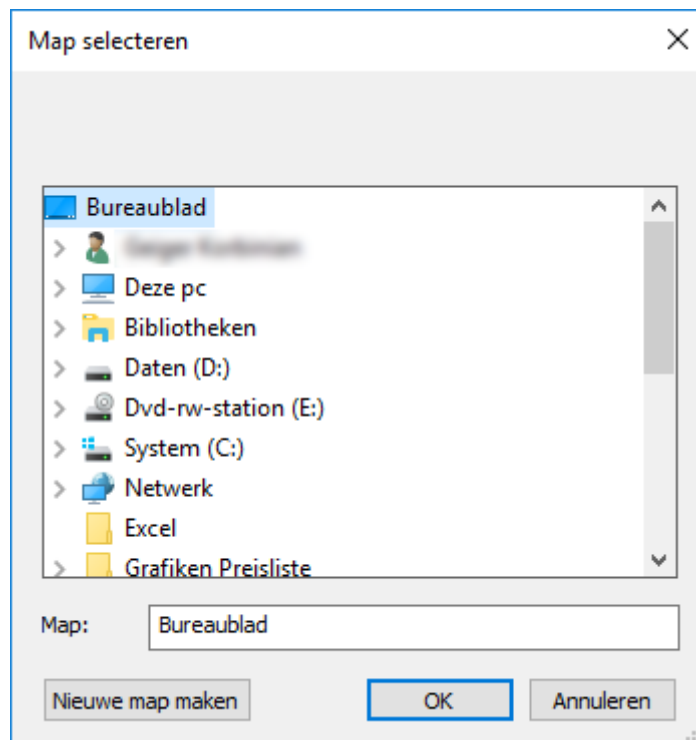 Map selecteren
Bureaublad
Deze pc
Bibliotheken
Daten (D:)
Dvd-rw-station (E:)
System (C:)
Netwerk
Excel
Grafiken Preisliste
Map: Bureaublad
Nieuwe map maken OK Annuleren